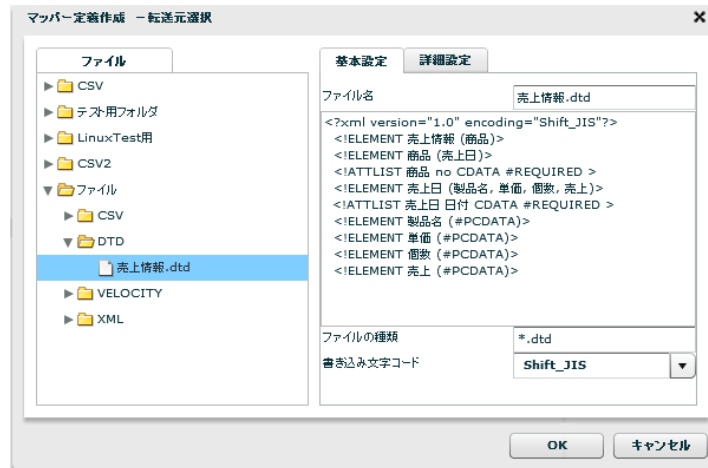 マッパー定義作成 －転送元選択
ファイル
CSV
テスト用フォルダ
LinuxTest用
CSV2
ファイル
CSV
DTD
売上情報.dtd
VELOCITY
XML
基本設定
詳細設定
ファイル名
売上情報.dtd
<?xml version="1.0" encoding="Shift_JIS"?>
<!ELEMENT 売上情報 (商品)>
<!ELEMENT 商品 (売上日)>
<!ATTLIST 商品 no CDATA #REQUIRED >
<!ELEMENT 売上日 (製品名, 単価, 個数, 売上)>
<!ATTLIST 売上日 日付 CDATA #REQUIRED >
<!ELEMENT 製品名 (#PCDATA)>
<!ELEMENT 単価 (#PCDATA)>
<!ELEMENT 個数 (#PCDATA)>
<!ELEMENT 売上 (#PCDATA)>
ファイルの種類
*.dtd
書き込み文字コード
Shift_JIS
OK
キャンセル